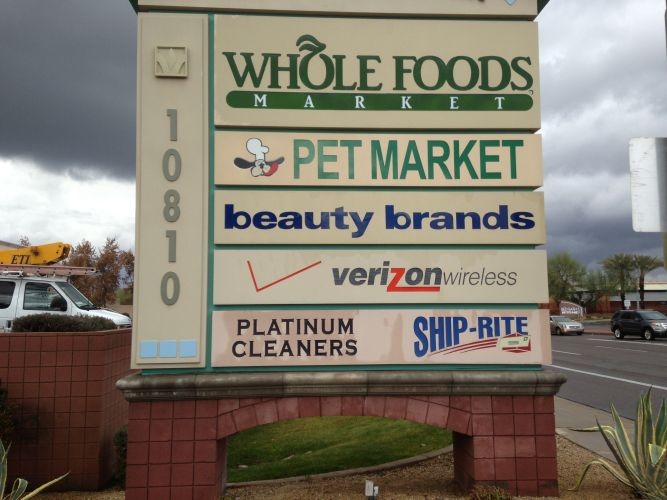 WHOLE FOODS
MARKET
10810
PET MARKET
beauty brands
verizonwireless
PLATINUM
CLEANERS
SHIP-RITE
ETI